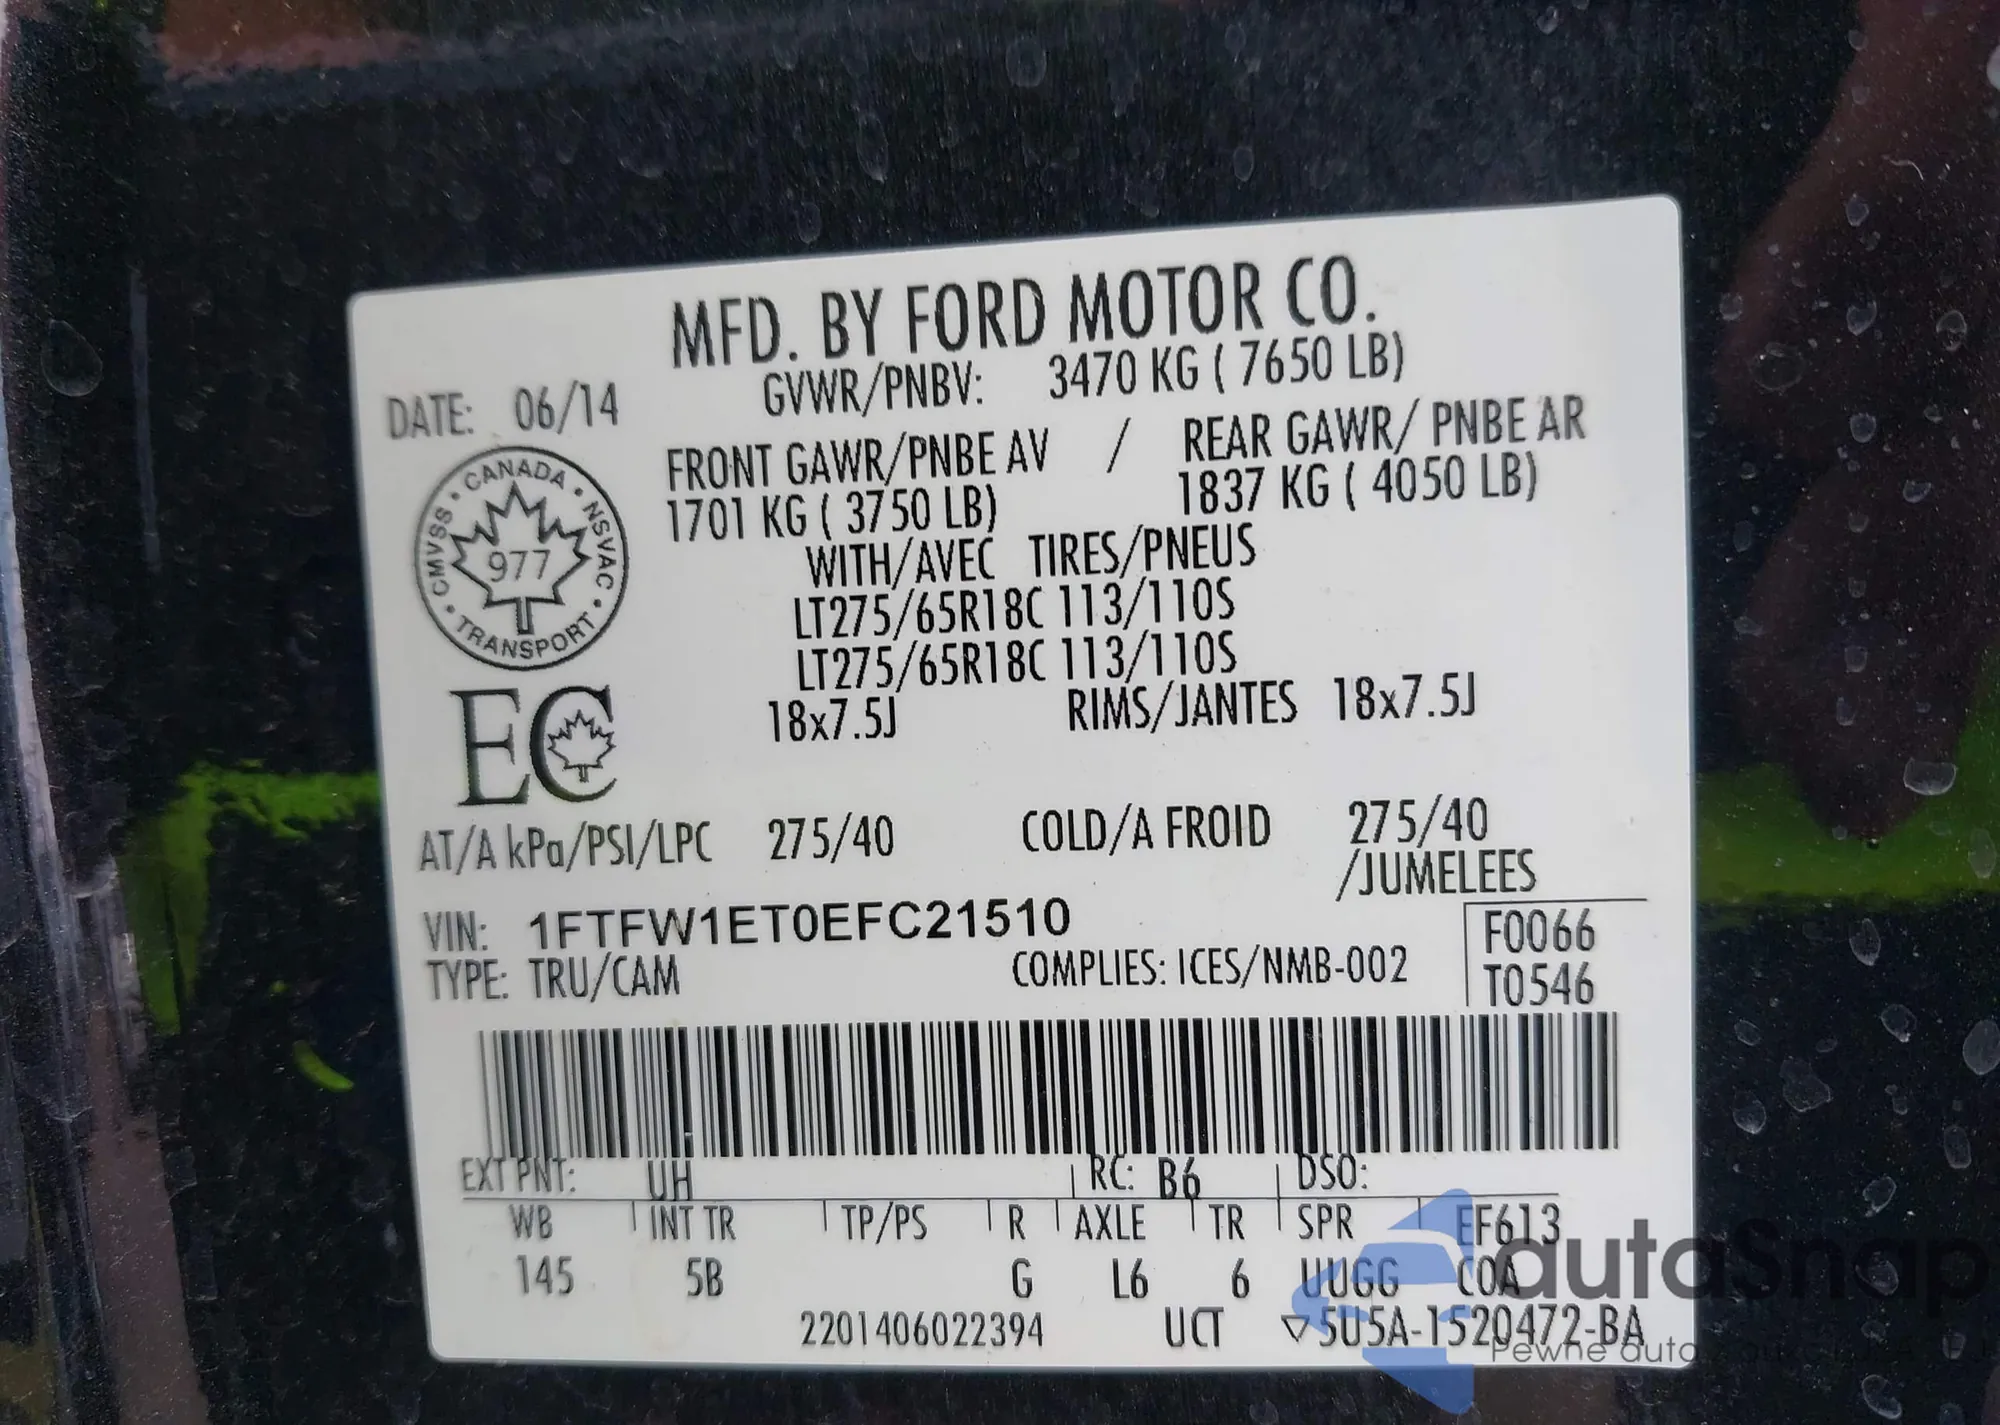 MFD. BY FORD MOTOR CO.
DATE: 06/14
GVWR/PNBV: 3470 KG ( 7650 LB)
FRONT GAWR/PNBE AV / REAR GAWR/ PNBE AR
1701 KG ( 3750 LB) 1837 KG ( 4050 LB)
WITH/AVEC TIRES/PNEUS
LT275/65R18C 113/110S
LT275/65R18C 113/110S
18x7.5J RIMS/JANTES 18x7.5J
CANADA • NSVAC • TRANSPORT • CMVSS •
977
EC
AT/A kPa/PSI/LPC 275/40 COLD/A FROID 275/40
/JUMELEES
VIN: 1FTFW1ET0EFC21510
F0066
TYPE: TRU/CAM COMPLIES: ICES/NMB-002
T0546
EXT PNT: UH RC: B6 DSO:
WB INT TR TP/PS R AXLE TR SPR EF613
145 5B G L6 6 UUGG C0A
2201406022394 UCT ▽5U5A-1520472-BA
autaSnap
Pewne auta